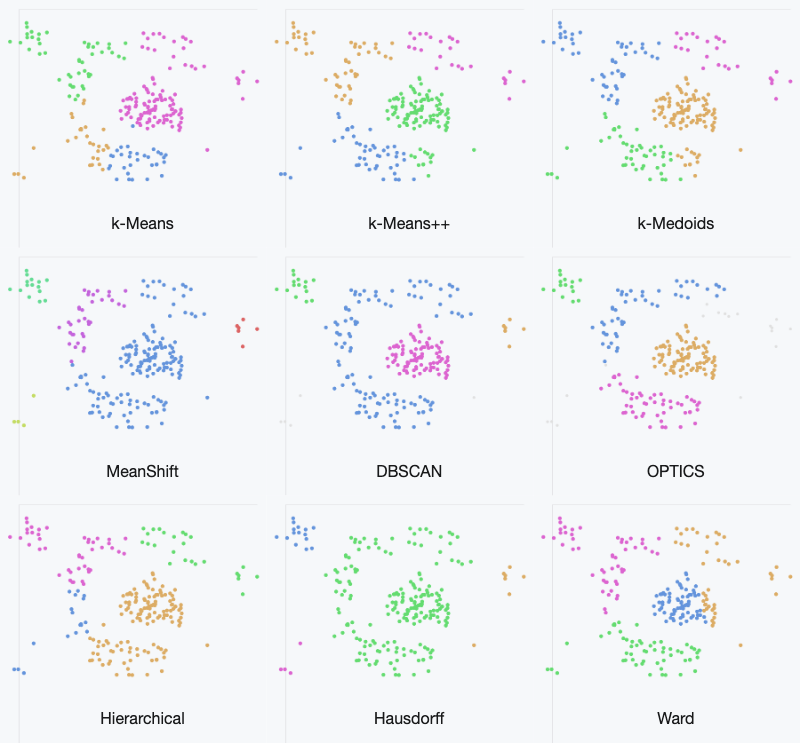 k-Means
k-Means++
k-Medoids
MeanShift
DBSCAN
OPTICS
Hierarchical
Hausdorff
Ward